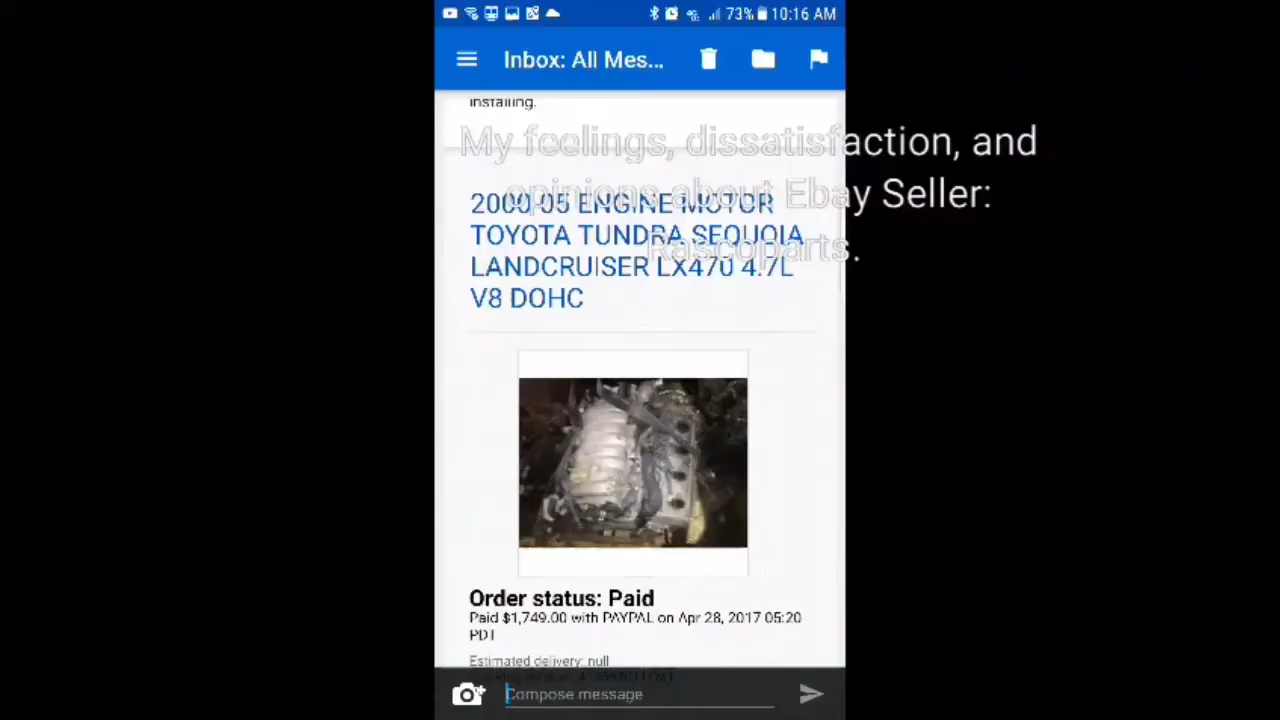 73% 10:16 AM
Inbox: All Mes...
installing.
My feelings, dissatisfaction, and
opinions about Ebay Seller:
Rascoparts.
2000-05 ENGINE MOTOR
TOYOTA TUNDRA SEQUOIA
LANDCRUISER LX470 4.7L
V8 DOHC
Order status: Paid
Paid $1,749.00 with PAYPAL on Apr 28, 2017 05:20
PDT
Estimated delivery: null
Compose message